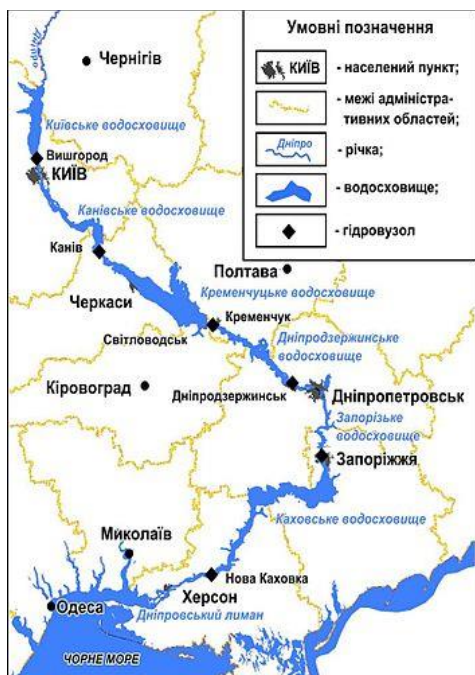 Дніпро
Чернігів
Київське водосховище
Вишгород
КИЇВ
Канівське водосховище
Канів
Полтава
Черкаси
Кременчуцьке водосховище
Кременчук
Світловодськ
Дніпродзержинське
водосховище
Кіровоград
Дніпродзержинськ
Дніпропетровськ
Запорізьке
водосховище
Запоріжжя
Каховське водосховище
Миколаїв
Нова Каховка
Херсон
Одеса
Дніпровський лиман
ЧОРНЕ МОРЕ
Умовні позначення
КИЇВ - населений пункт;
- межі адміністра-
тивних областей;
Дніпро - річка;
- водосховище;
- гідровузол